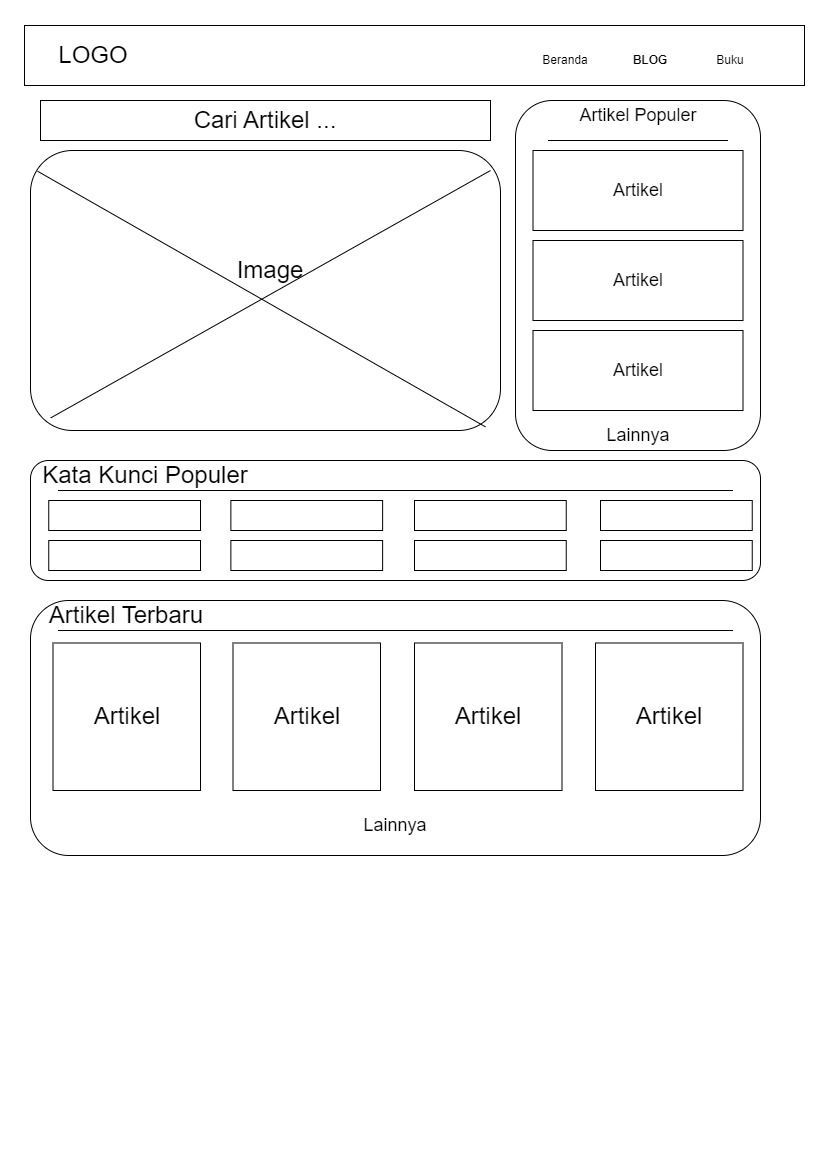 LOGO
Beranda
BLOG
Buku
Cari Artikel ...
Image
Artikel Populer
Artikel
Artikel
Artikel
Lainnya
Kata Kunci Populer
Artikel Terbaru
Artikel
Artikel
Artikel
Artikel
Lainnya